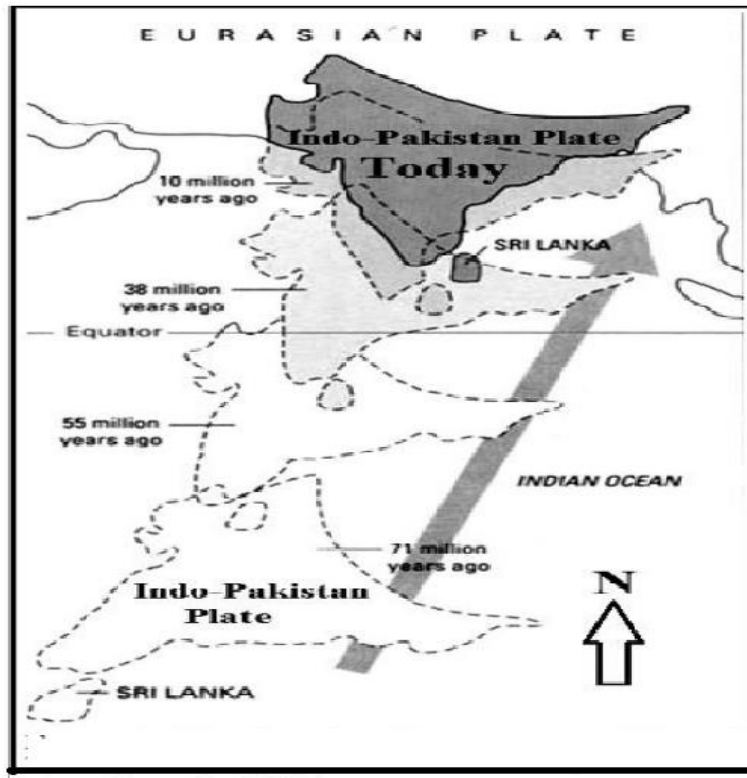 EURASIAN PLATE
Indo-Pakistan Plate
Today
10 million
years ago
SRI LANKA
38 million
years ago
Equator
55 million
years ago
INDIAN OCEAN
71 million
years ago
Indo-Pakistan
Plate
N
SRI LANKA